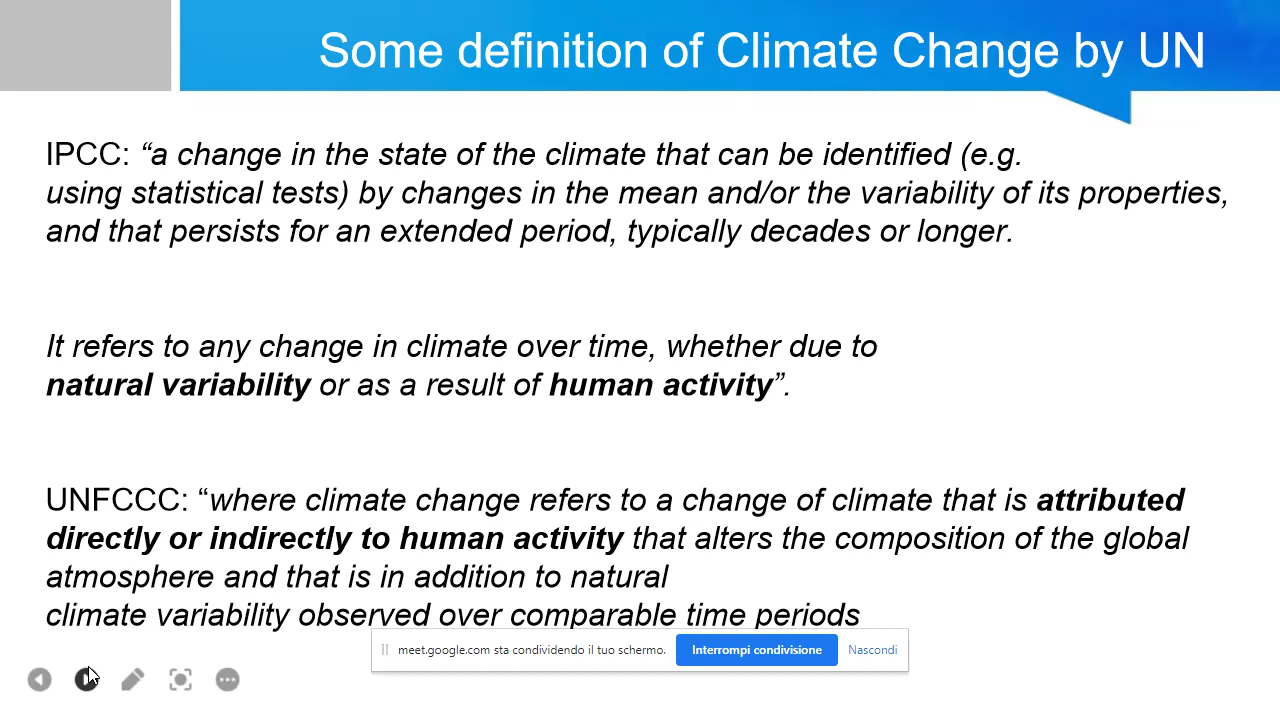 Some definition of Climate Change by UN
IPCC: “a change in the state of the climate that can be identified (e.g.
using statistical tests) by changes in the mean and/or the variability of its properties,
and that persists for an extended period, typically decades or longer.
It refers to any change in climate over time, whether due to
natural variability or as a result of human activity”.
UNFCCC: “where climate change refers to a change of climate that is attributed
directly or indirectly to human activity that alters the composition of the global
atmosphere and that is in addition to natural
climate variability observed over comparable time periods
meet.google.com sta condividendo il tuo schermo. Interrompi condivisione Nascondi